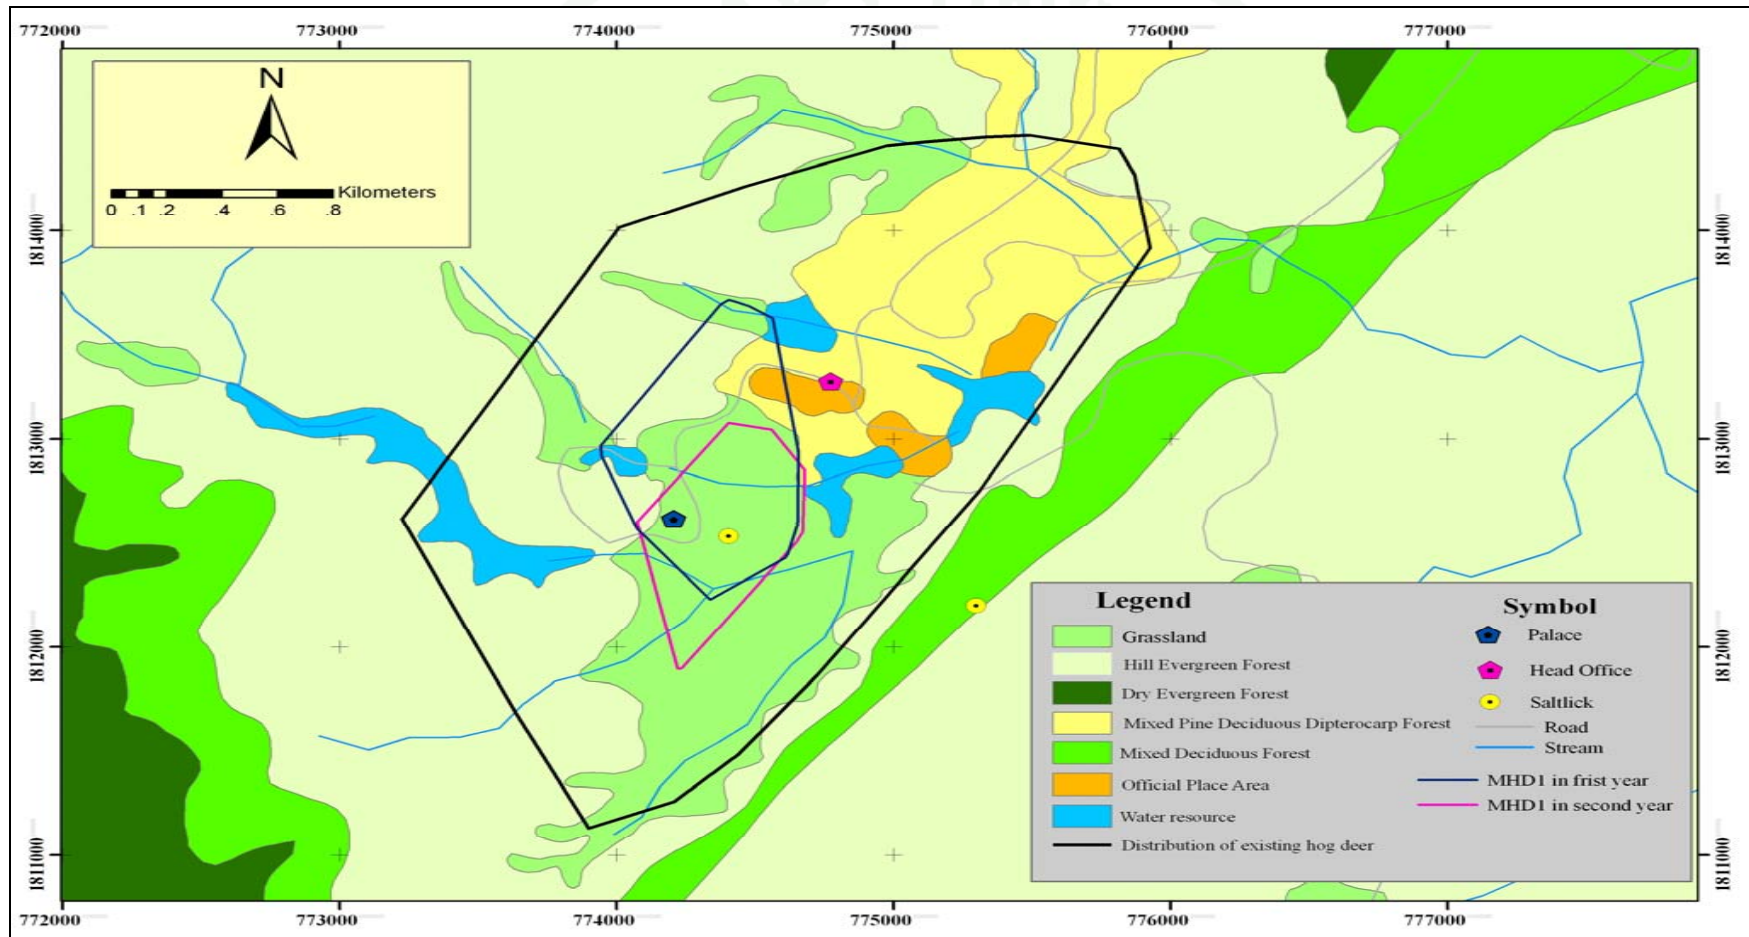 772000 773000 774000 775000 776000 777000
N
Kilometers
0 .1 .2 .4 .6 .8
1814000 1814000
1813000 1813000
1812000 1812000
1811000 1811000
Legend
Grassland
Hill Evergreen Forest
Dry Evergreen Forest
Mixed Pine Deciduous Dipterocarp Forest
Mixed Deciduous Forest
Official Place Area
Water resource
Distribution of existing hog deer
Symbol
Palace
Head Office
Saltlick
Road
Stream
MHD1 in frist year
MHD1 in second year
772000 773000 774000 775000 776000 777000